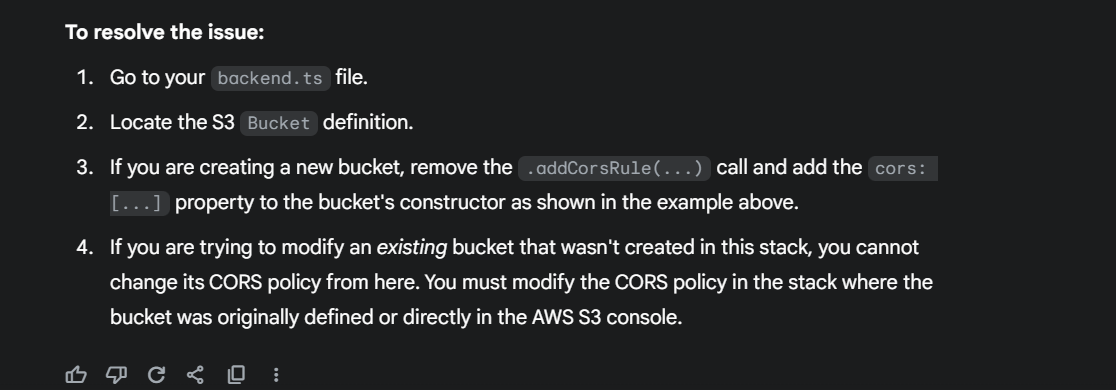 To resolve the issue:
1. Go to your backend.ts file.
2. Locate the S3 Bucket definition.
3. If you are creating a new bucket, remove the .addCorsRule(...) call and add the cors:
[...] property to the bucket's constructor as shown in the example above.
4. If you are trying to modify an existing bucket that wasn't created in this stack, you cannot
change its CORS policy from here. You must modify the CORS policy in the stack where the
bucket was originally defined or directly in the AWS S3 console.